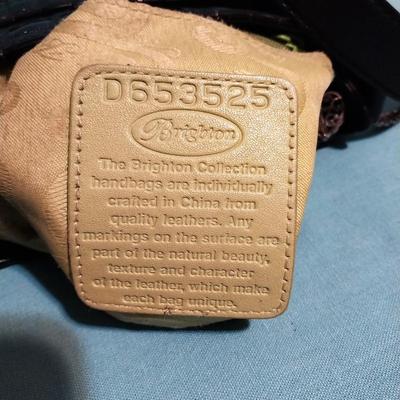 D653525
Brighton
The Brighton Collection
handbags are individually
crafted in China from
quality leathers. Any
markings on the surface are
part of the natural beauty,
texture and character
of the leather, which make
each bag unique.